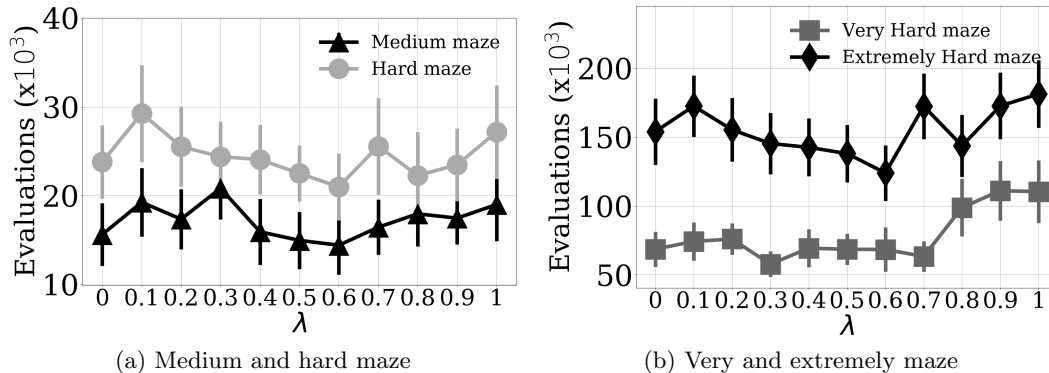 40
30
20
10
Evaluations (x10³)
Medium maze
Hard maze
0 0.1 0.2 0.3 0.4 0.5 0.6 0.7 0.8 0.9 1
λ
(a) Medium and hard maze
200
150
100
50
Evaluations (x10³)
Very Hard maze
Extremely Hard maze
0 0.1 0.2 0.3 0.4 0.5 0.6 0.7 0.8 0.9 1
λ
(b) Very and extremely maze